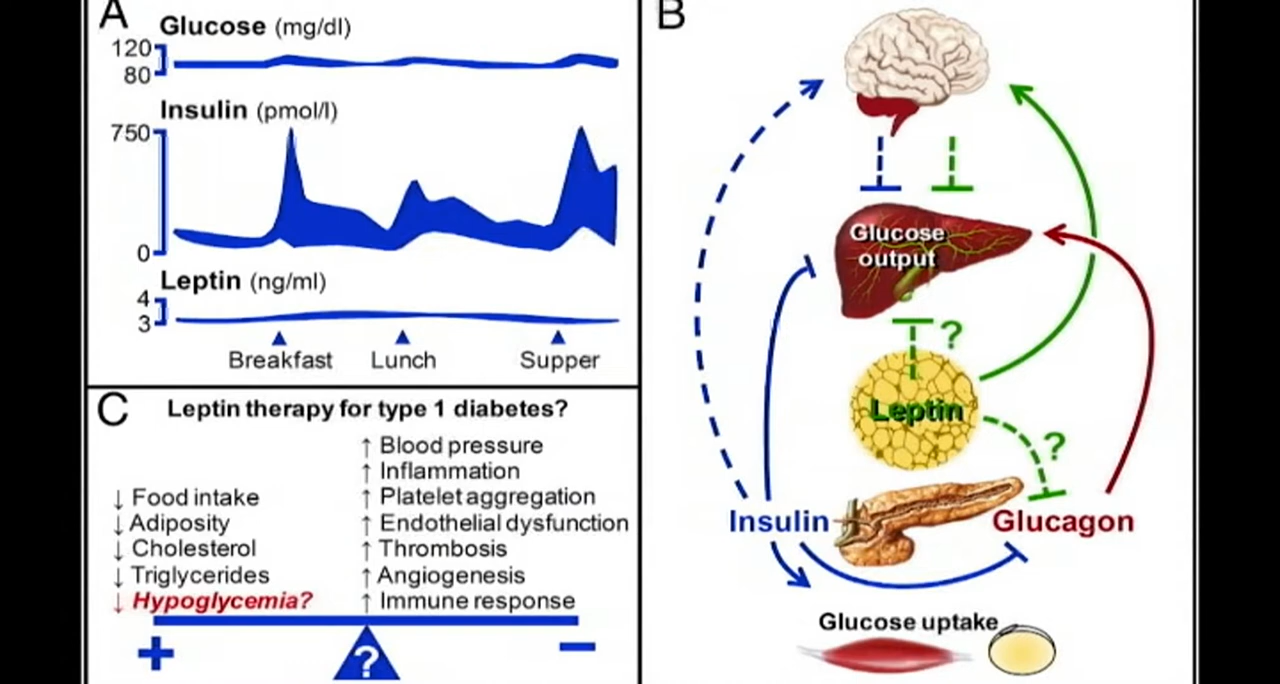 A
Glucose (mg/dl)
120
80
Insulin (pmol/l)
750
0
Leptin (ng/ml)
4
3
Breakfast Lunch Supper
C
Leptin therapy for type 1 diabetes?
↓ Food intake
↓ Adiposity
↓ Cholesterol
↓ Triglycerides
↓ Hypoglycemia?
↑ Blood pressure
↑ Inflammation
↑ Platelet aggregation
↑ Endothelial dysfunction
↑ Thrombosis
↑ Angiogenesis
↑ Immune response
+
?
−
B
Glucose
output
?
Leptin
?
Insulin
Glucagon
Glucose uptake